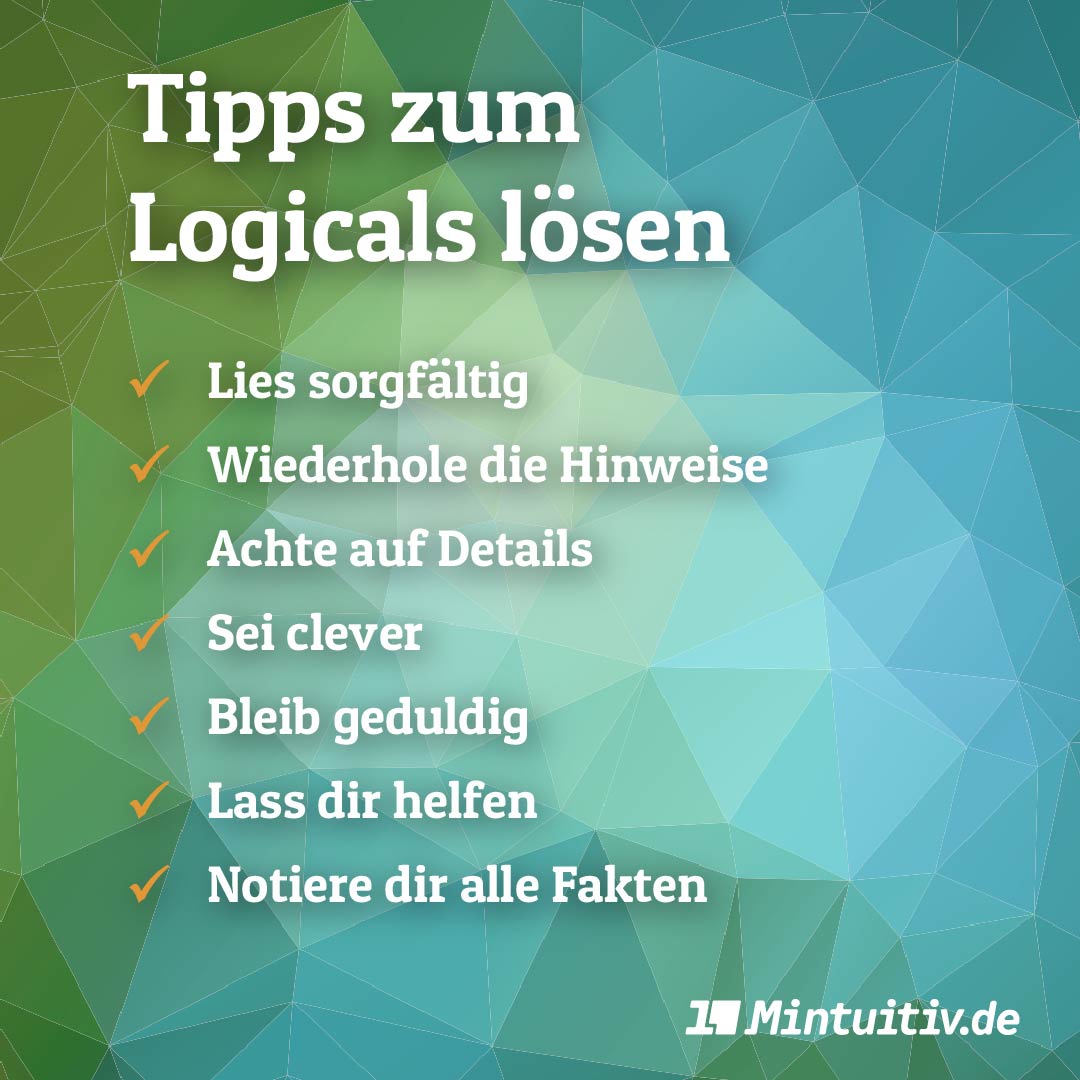 Tipps zum
Logicals lösen
Lies sorgfältig
Wiederhole die Hinweise
Achte auf Details
Sei clever
Bleib geduldig
Lass dir helfen
Notiere dir alle Fakten
Mintuitiv.de